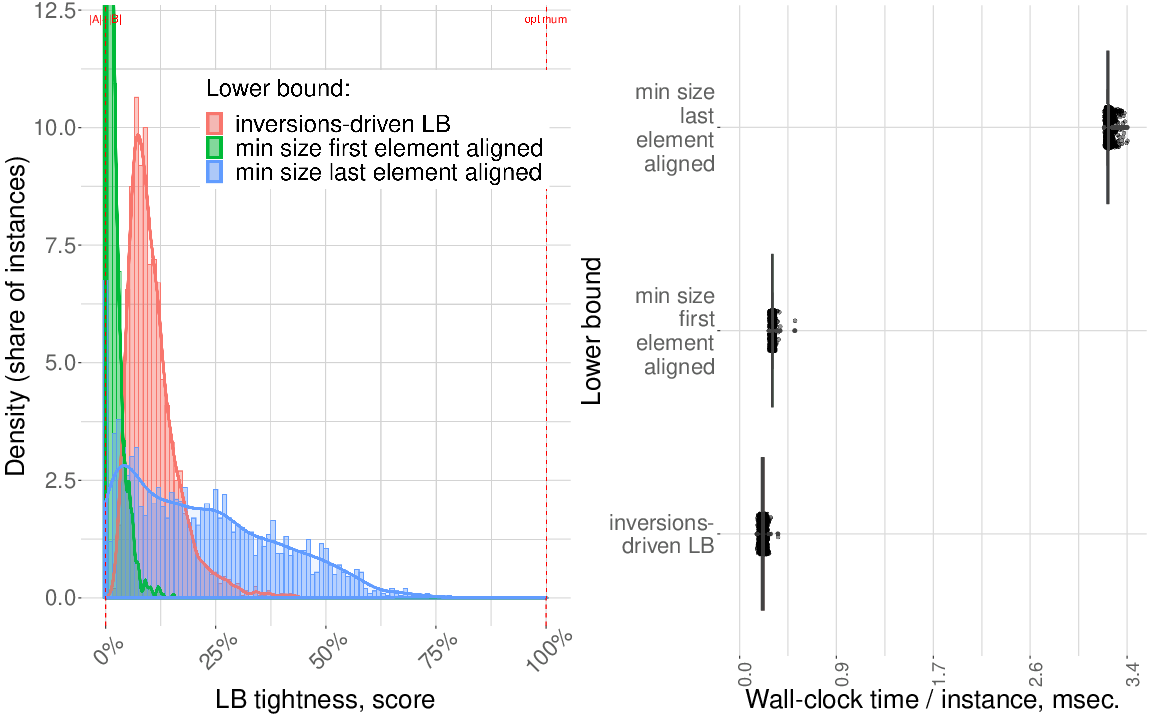 |A|+|B|
optimum
12.5
10.0
7.5
5.0
2.5
0.0
Density (share of instances)
Lower bound:
inversions-driven LB
min size first element aligned
min size last element aligned
0%
25%
50%
75%
100%
LB tightness, score
Lower bound
min size
last
element
aligned
min size
first
element
aligned
inversions-
driven LB
0.0
0.9
1.7
2.6
3.4
Wall-clock time / instance, msec.